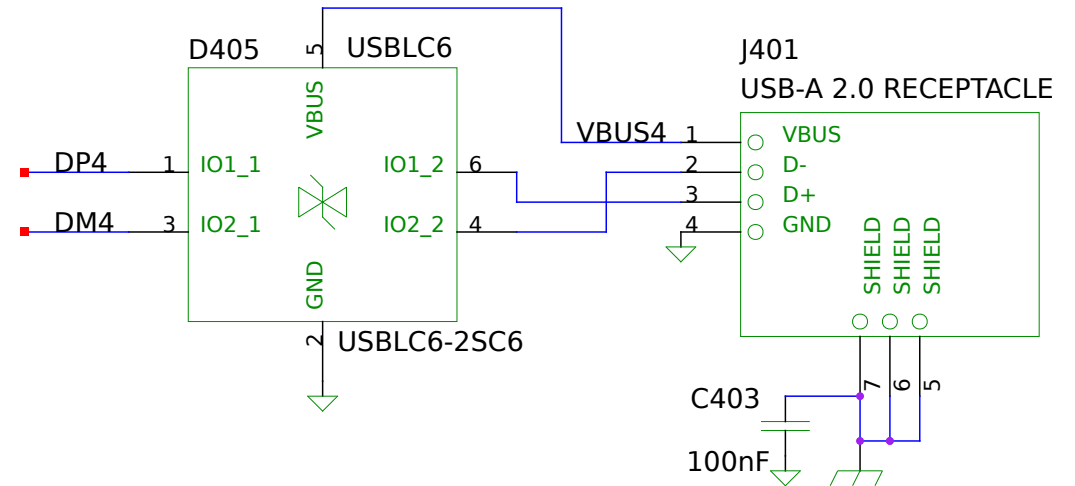 D405
USBLC6
5
VBUS
J401
USB-A 2.0 RECEPTACLE
DP4
1
IO1_1
IO1_2
6
DM4
3
IO2_1
IO2_2
4
GND
2
USBLC6-2SC6
VBUS4
1
VBUS
2
D-
3
D+
4
GND
SHIELD
SHIELD
SHIELD
7
6
5
C403
100nF